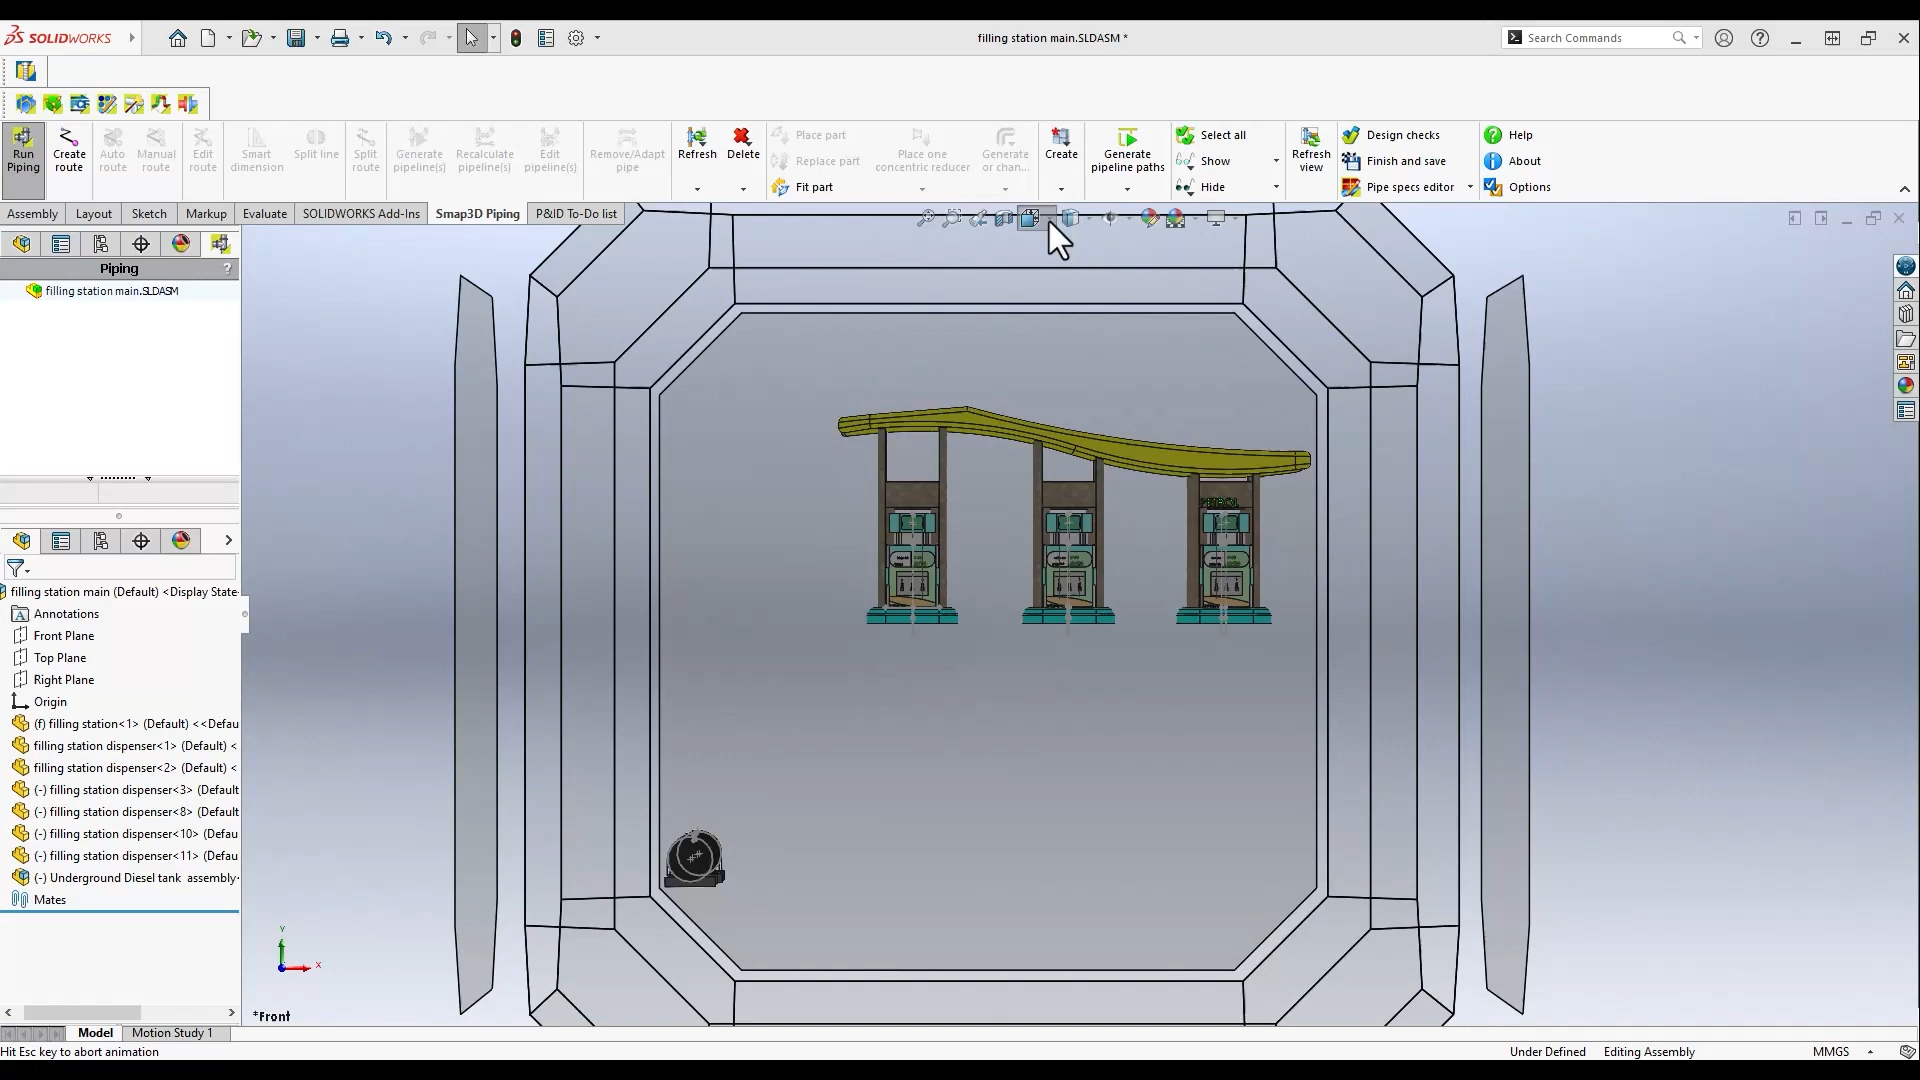 SOLIDWORKS
filling station main.SLDASM *
Search Commands
Run Piping
Create route
Auto route
Manual route
Edit route
Smart dimension
Split line
Split route
Generate pipeline(s)
Recalculate pipeline(s)
Edit pipeline(s)
Remove/Adapt pipe
Refresh
Delete
Place part
Replace part
Fit part
Place one concentric reducer
Generate or chan...
Create
Generate pipeline paths
Select all
Show
Hide
Refresh view
Design checks
Finish and save
Pipe specs editor
Help
About
Options
Assembly
Layout
Sketch
Markup
Evaluate
SOLIDWORKS Add-Ins
Smap3D Piping
P&ID To-Do list
Piping
?
filling station main.SLDASM
PETROL
filling station main (Default) <Display State
Annotations
Front Plane
Top Plane
Right Plane
Origin
(f) filling station<1> (Default) <<Defau
filling station dispenser<1> (Default) <
filling station dispenser<2> (Default) <
(-) filling station dispenser<3> (Default
(-) filling station dispenser<8> (Default
(-) filling station dispenser<10> (Defau
(-) filling station dispenser<11> (Defau
(-) Underground Diesel tank assembly
Mates
Y
X
*Front
Model
Motion Study 1
Hit Esc key to abort animation
Under Defined
Editing Assembly
MMGS